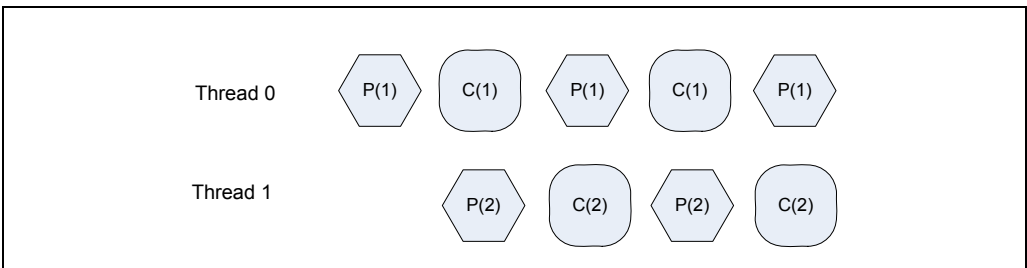 Thread 0 P(1) C(1) P(1) C(1) P(1)
Thread 1 P(2) C(2) P(2) C(2)